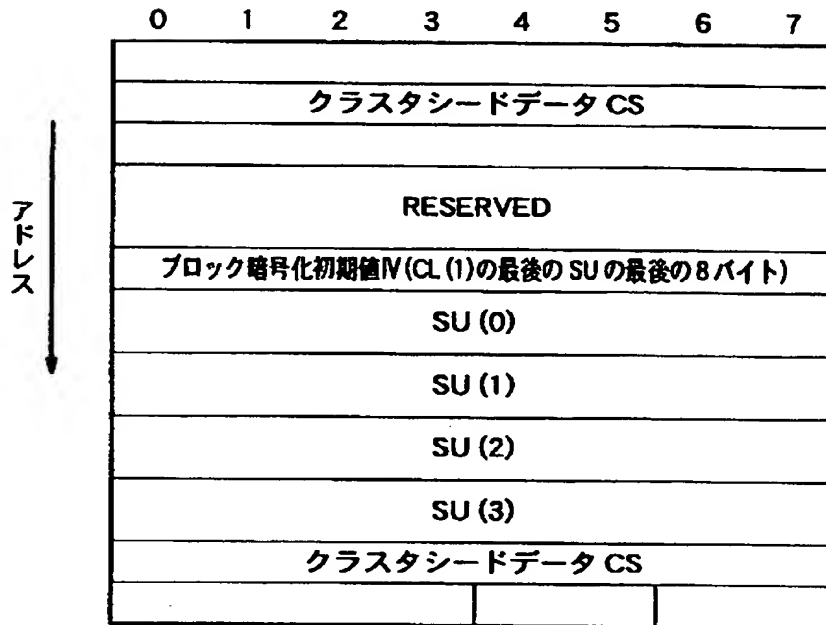 0 1 2 3 4 5 6 7
クラスタシードデータ CS
アドレス
RESERVED
ブロック暗号化初期値IV (CL (1)の最後の SU の最後の 8 バイト)
SU (0)
SU (1)
SU (2)
SU (3)
クラスタシードデータ CS